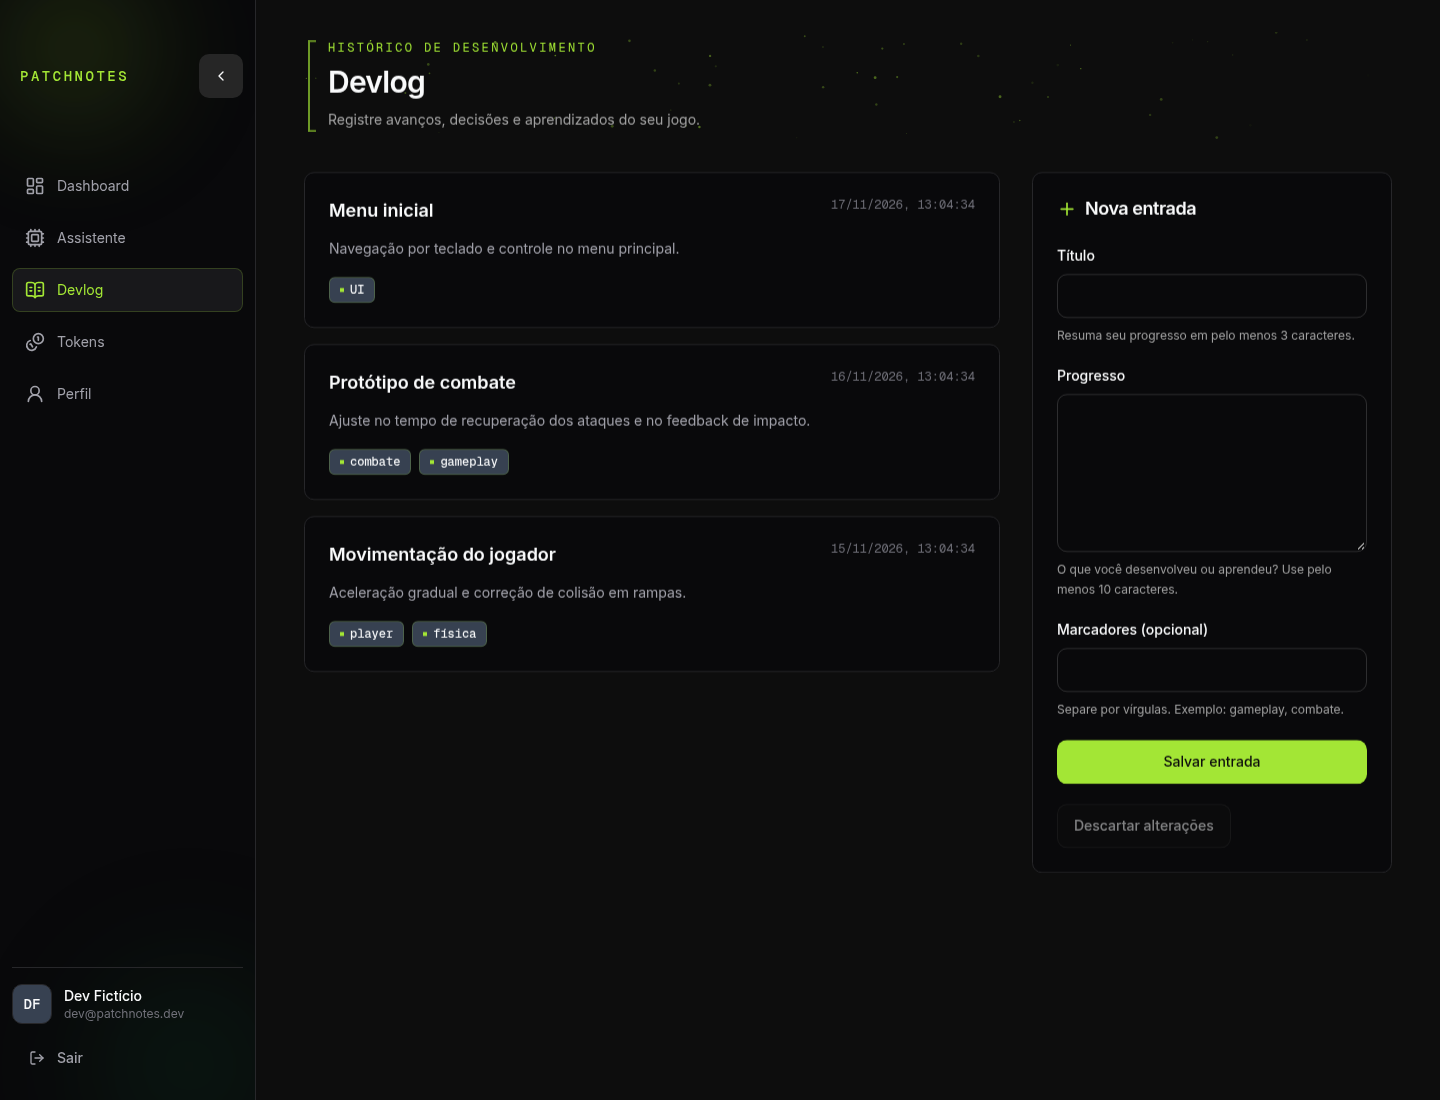 PATCHNOTES
Dashboard
Assistente
Devlog
Tokens
Perfil
DF
Dev Fictício
dev@patchnotes.dev
Sair
HISTÓRICO DE DESENVOLVIMENTO
Devlog
Registre avanços, decisões e aprendizados do seu jogo.
Menu inicial
17/11/2026, 13:04:34
Navegação por teclado e controle no menu principal.
UI
Protótipo de combate
16/11/2026, 13:04:34
Ajuste no tempo de recuperação dos ataques e no feedback de impacto.
combate
gameplay
Movimentação do jogador
15/11/2026, 13:04:34
Aceleração gradual e correção de colisão em rampas.
player
física
Nova entrada
Título
Resuma seu progresso em pelo menos 3 caracteres.
Progresso
O que você desenvolveu ou aprendeu? Use pelo
menos 10 caracteres.
Marcadores (opcional)
Separe por vírgulas. Exemplo: gameplay, combate.
Salvar entrada
Descartar alterações